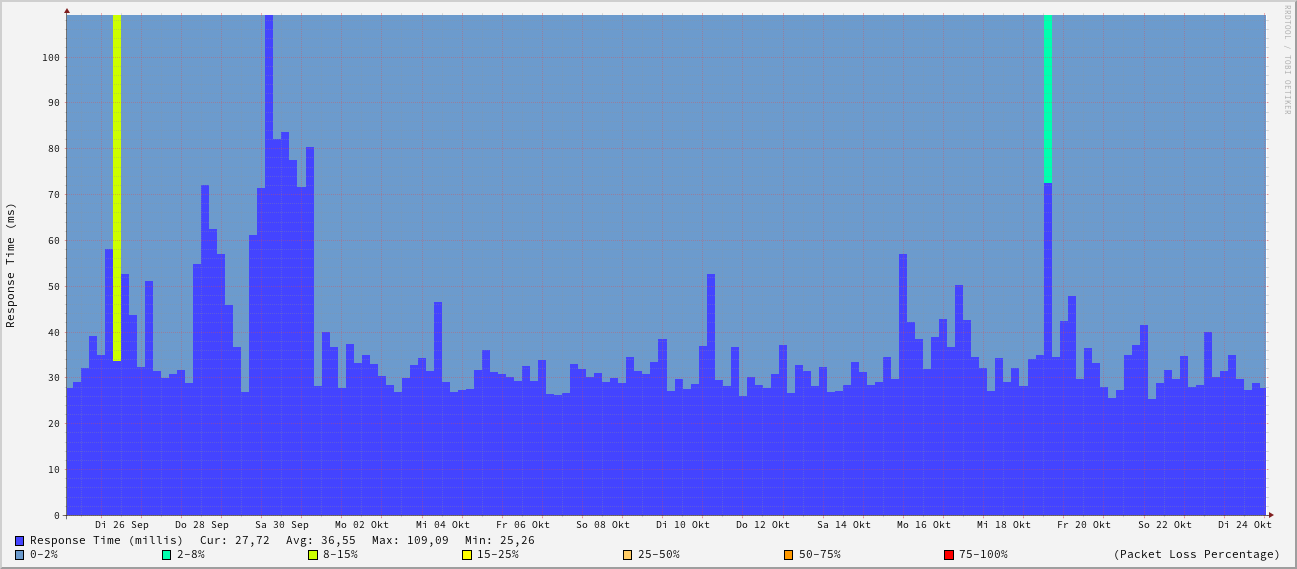 RRDTOOL / TOBI OETIKER
Response Time (ms)
100
90
80
70
60
50
40
30
20
10
0
Di 26 Sep Do 28 Sep Sa 30 Sep Mo 02 Okt Mi 04 Okt Fr 06 Okt So 08 Okt Di 10 Okt Do 12 Okt Sa 14 Okt Mo 16 Okt Mi 18 Okt Fr 20 Okt So 22 Okt Di 24 Okt
Response Time (millis) Cur: 27,72 Avg: 36,55 Max: 109,09 Min: 25,26
0-2% 2-8% 8-15% 15-25% 25-50% 50-75% 75-100% (Packet Loss Percentage)